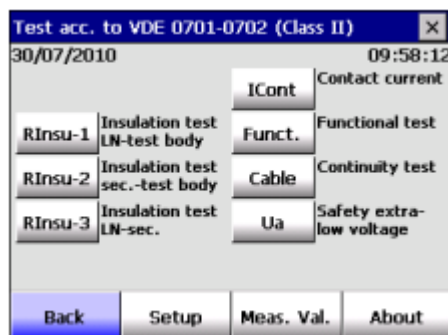 Test acc. to VDE 0701-0702 (Class II)
30/07/2010 09:58:12
ICont Contact current
RInsu-1 Insulation test
LN-test body
Funct. Functional test
RInsu-2 Insulation test
sec.-test body
Cable Continuity test
RInsu-3 Insulation test
LN-sec.
Ua Safety extra-
low voltage
Back Setup Meas. Val. About